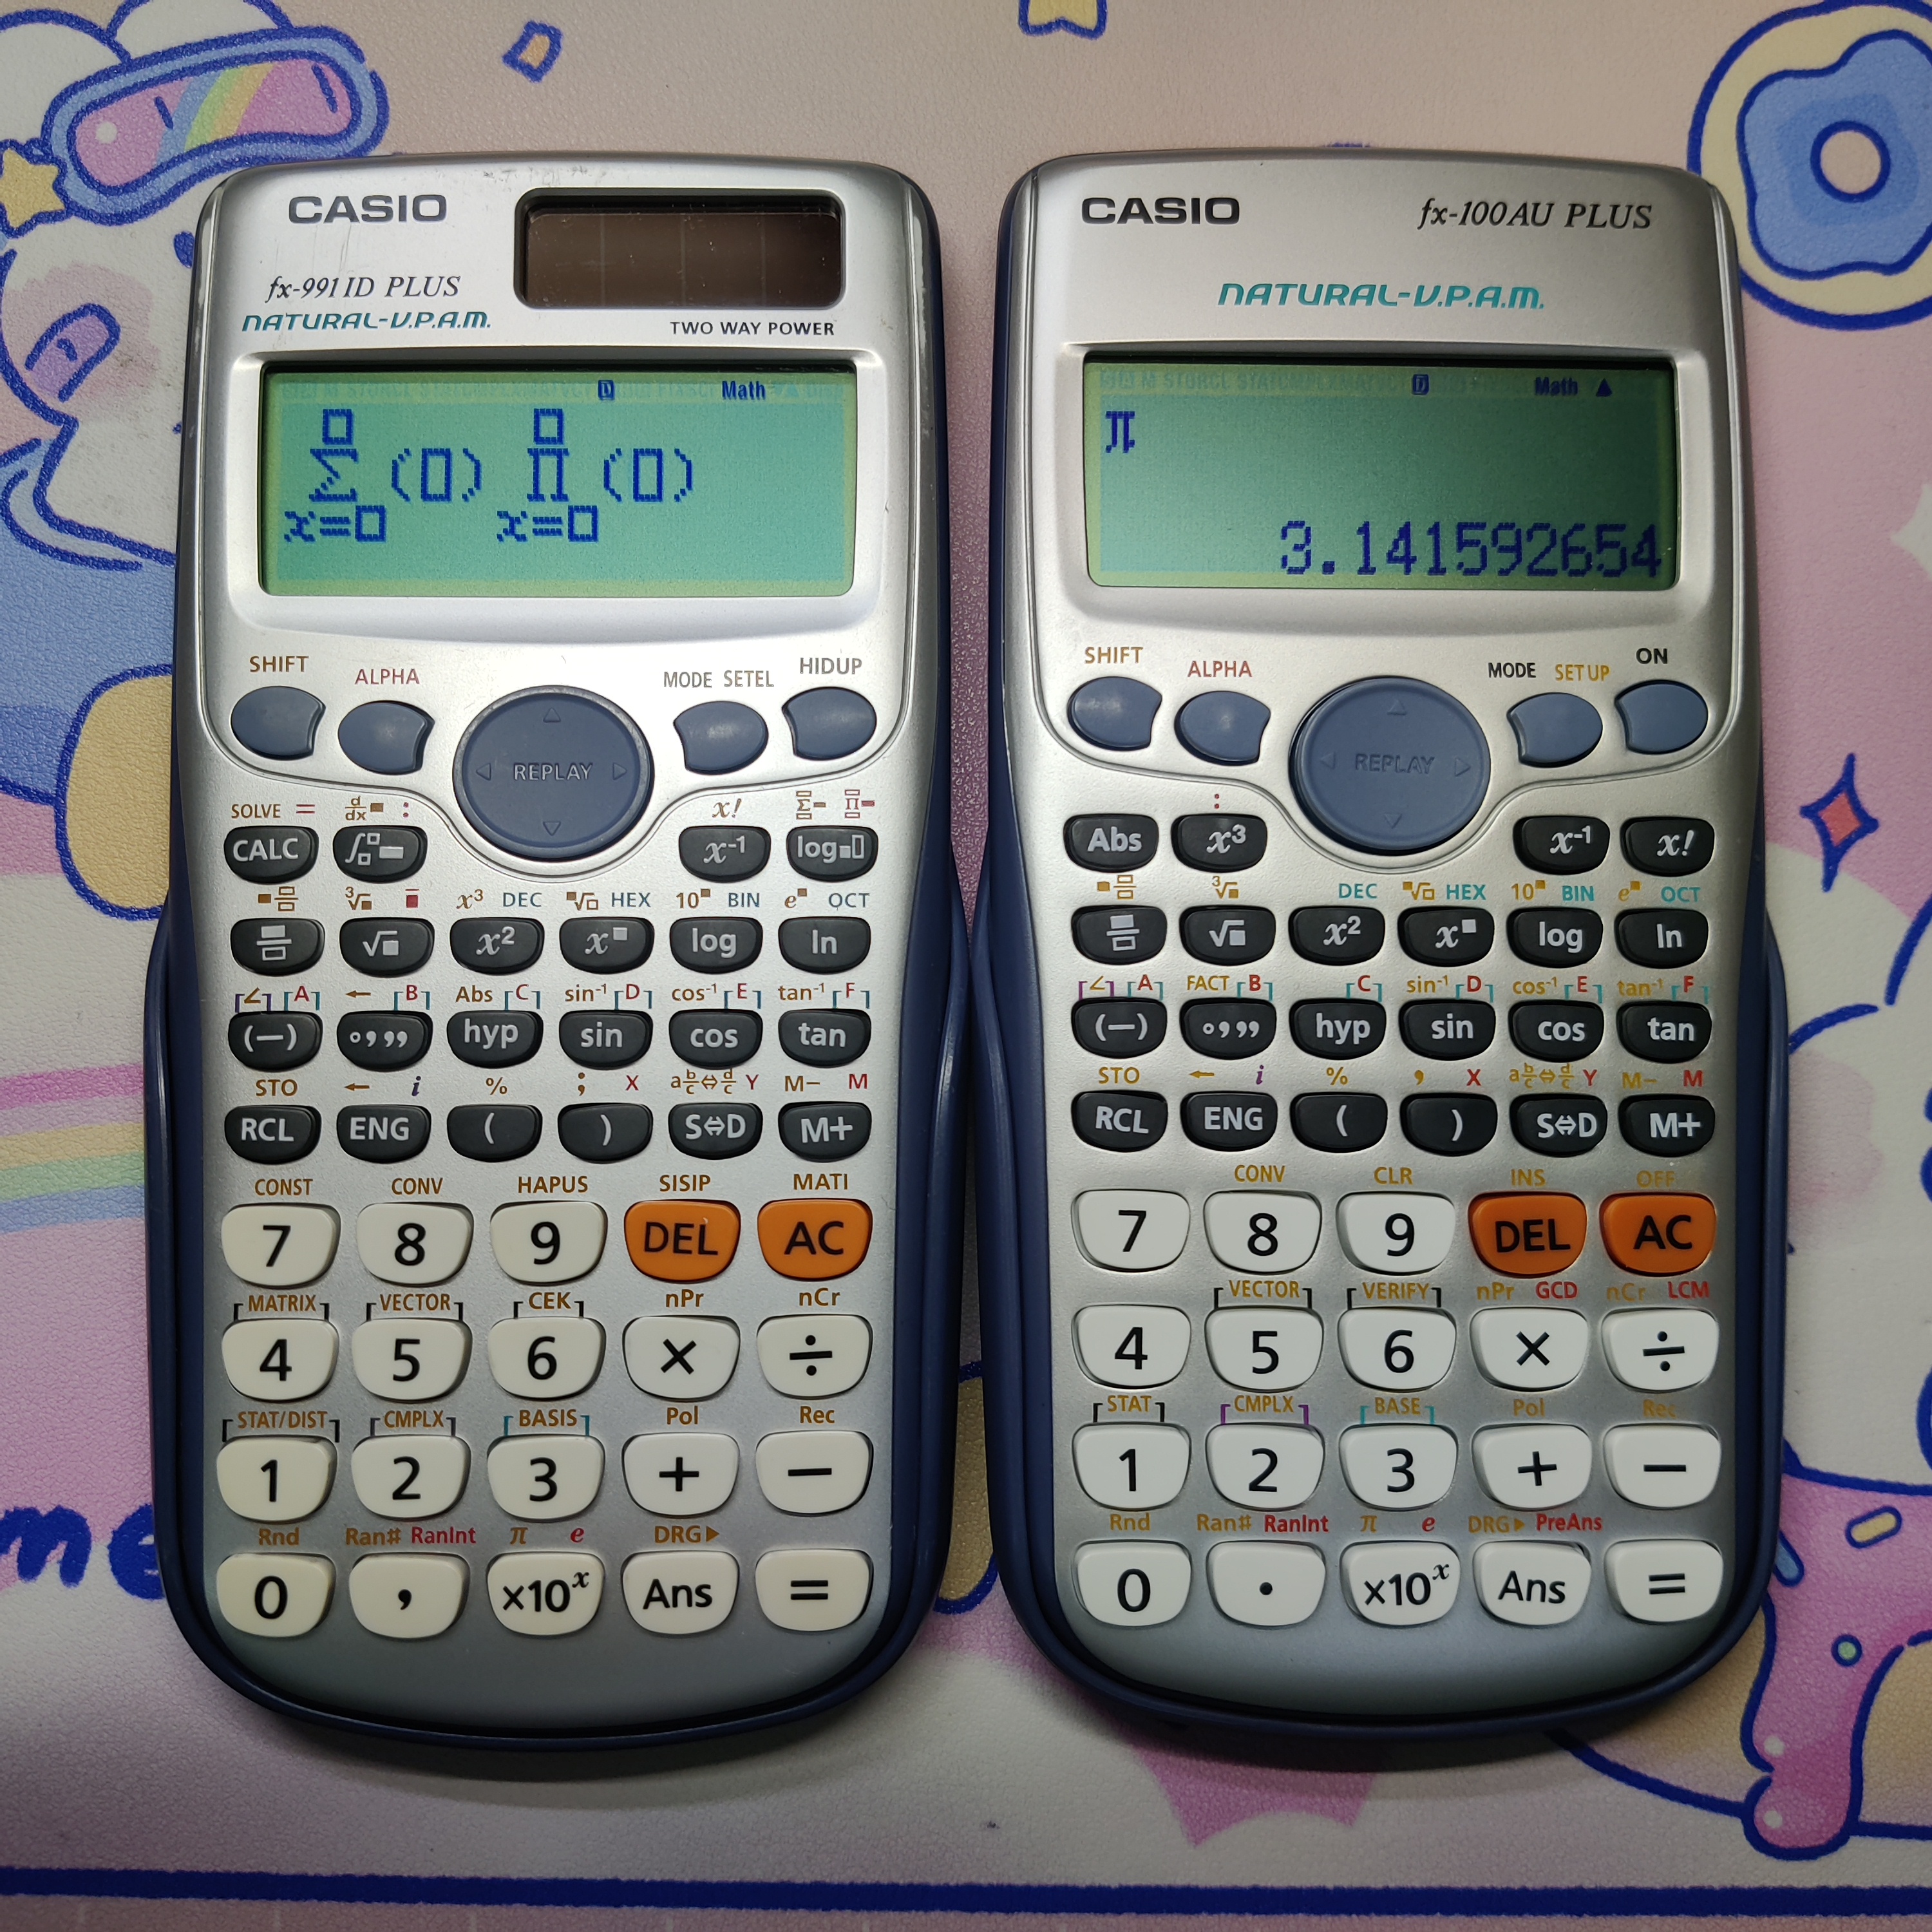 CASIO
fx-991ID PLUS
NATURAL-V.P.A.M.
TWO WAY POWER
D Math
Σ(□) Π(□)
x=□ x=□
SHIFT ALPHA MODE SETEL HIDUP
REPLAY
SOLVE = d/dx■ : x! Σ□ Π□
CALC ∫□ x⁻¹ log■□
■□/□ ³√■ x³ DEC ■√□ HEX 10■ BIN e■ OCT
■/□ √■ x² x■ log ln
∠ A ← B Abs C sin⁻¹ D cos⁻¹ E tan⁻¹ F
(—) °,,, hyp sin cos tan
STO ← i % ; X a b/c⇔d/c Y M− M
RCL ENG ( ) S⇔D M+
CONST CONV HAPUS SISIP MATI
7 8 9 DEL AC
MATRIX VECTOR CEK nPr nCr
4 5 6 × ÷
STAT/DIST CMPLX BASIS Pol Rec
1 2 3 + −
Rnd Ran# RanInt π e DRG▶
0 , ×10ˣ Ans =
CASIO fx-100AU PLUS
NATURAL-V.P.A.M.
D Math ▲
π
3.141592654
SHIFT ALPHA MODE SETUP ON
REPLAY
:
Abs x³ x⁻¹ x!
■□/□ ³√■ DEC ■√□ HEX 10■ BIN e■ OCT
■/□ √■ x² x■ log ln
∠ A FACT B C sin⁻¹ D cos⁻¹ E tan⁻¹ F
(—) °,,, hyp sin cos tan
STO ← i % , X a b/c⇔d/c Y M− M
RCL ENG ( ) S⇔D M+
CONV CLR INS OFF
7 8 9 DEL AC
VECTOR VERIFY nPr GCD nCr LCM
4 5 6 × ÷
STAT CMPLX BASE Pol Rec
1 2 3 + −
Rnd Ran# RanInt π e DRG▶ PreAns
0 . ×10ˣ Ans =